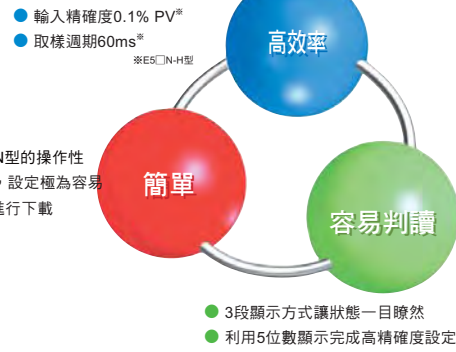 ● 輸入精確度0.1% PV※
● 取樣週期60ms※
※E5□N-H型
高效率
N型的操作性
，設定極為容易
進行下載
簡單
容易判讀
● 3段顯示方式讓狀態一目瞭然
● 利用5位數顯示完成高精確度設定